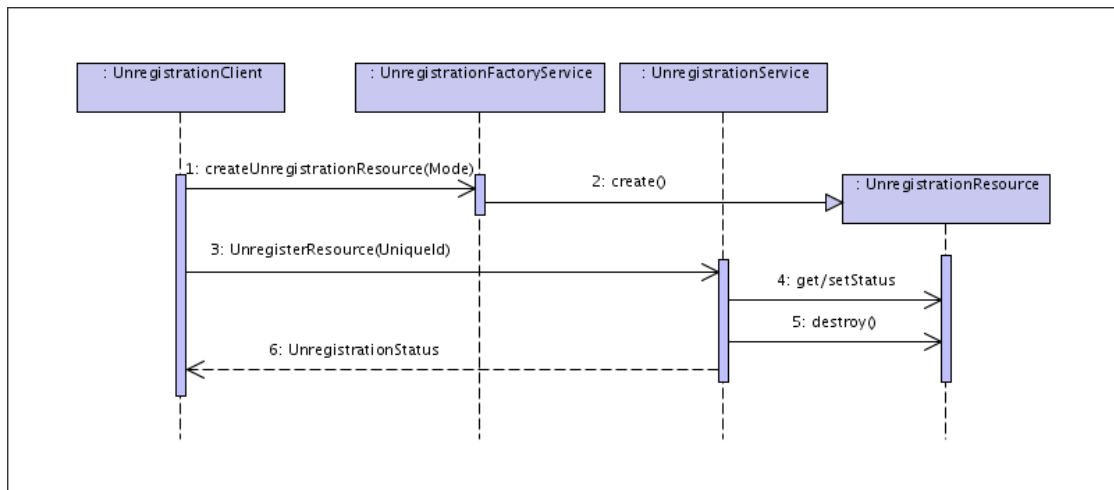 : UnregistrationClient
: UnregistrationFactoryService
: UnregistrationService
1: createUnregistrationResource(Mode)
2: create()
: UnregistrationResource
3: UnregisterResource(UniqueId)
4: get/setStatus
5: destroy()
6: UnregistrationStatus